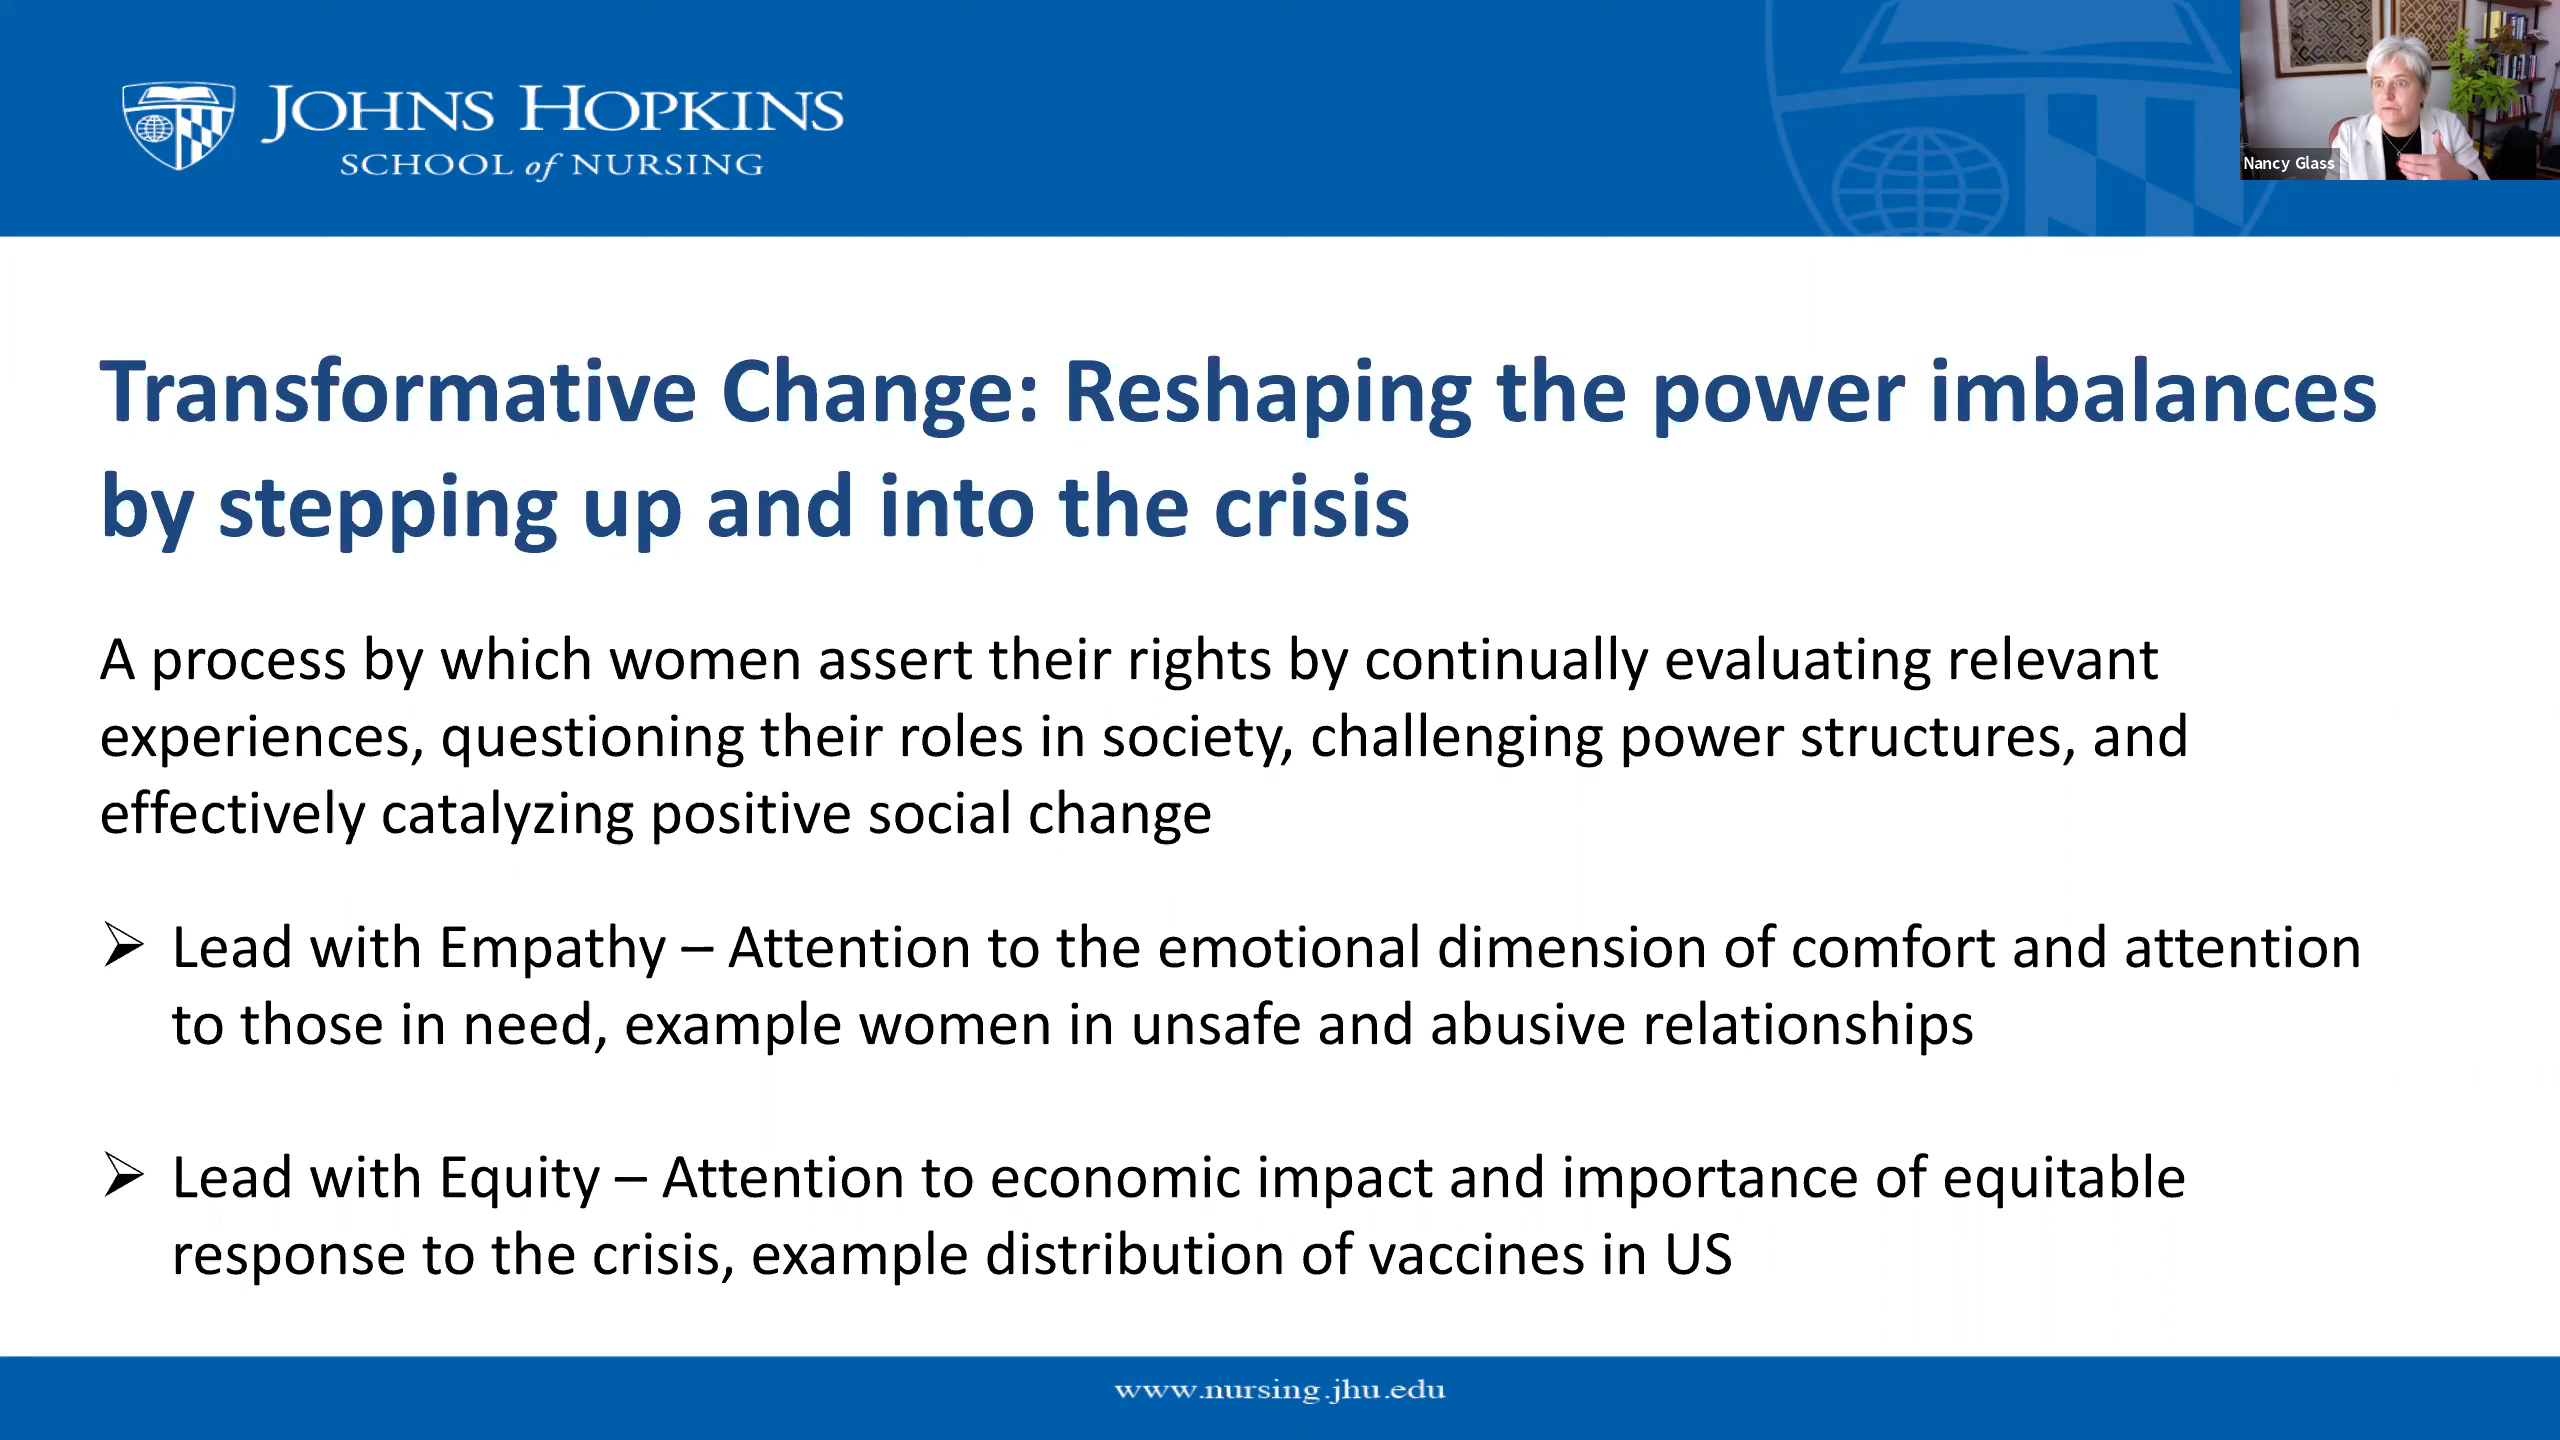 JOHNS HOPKINS
SCHOOL of NURSING
Nancy Glass
Transformative Change: Reshaping the power imbalances
by stepping up and into the crisis
A process by which women assert their rights by continually evaluating relevant
experiences, questioning their roles in society, challenging power structures, and
effectively catalyzing positive social change
➢ Lead with Empathy – Attention to the emotional dimension of comfort and attention
to those in need, example women in unsafe and abusive relationships
➢ Lead with Equity – Attention to economic impact and importance of equitable
response to the crisis, example distribution of vaccines in US
www.nursing.jhu.edu